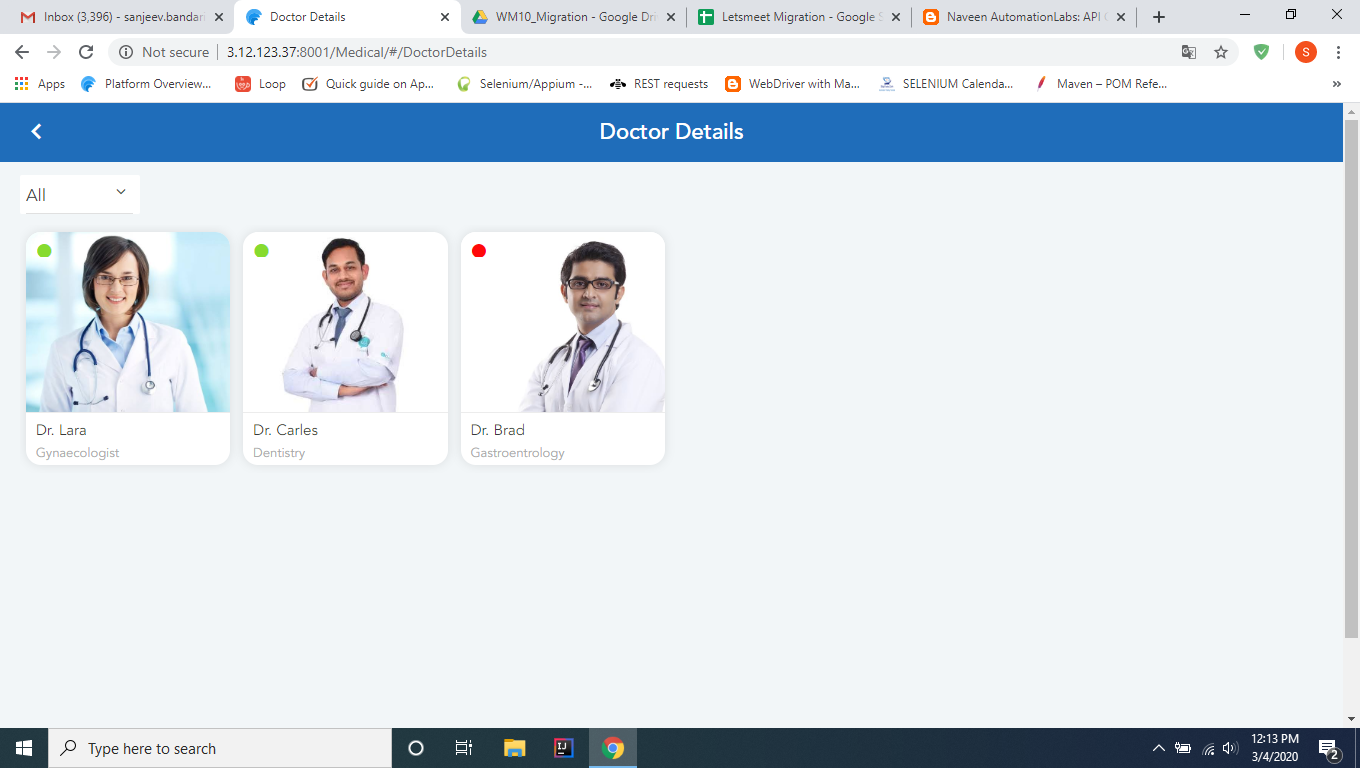 Inbox (3,396) - sanjeev.bandar
Doctor Details
WM10_Migration - Google Dri
Letsmeet Migration - Google S
Naveen AutomationLabs: API
Not secure
3.12.123.37:8001/Medical/#/DoctorDetails
S
Apps
Platform Overview...
Loop
Quick guide on Ap...
Selenium/Appium -...
REST requests
WebDriver with Ma...
SELENIUM Calenda...
Maven – POM Refe...
»
Doctor Details
All
Dr. Lara
Gynaecologist
Dr. Carles
Dentistry
Dr. Brad
Gastroentrology
Type here to search
IJ
12:13 PM
3/4/2020
2